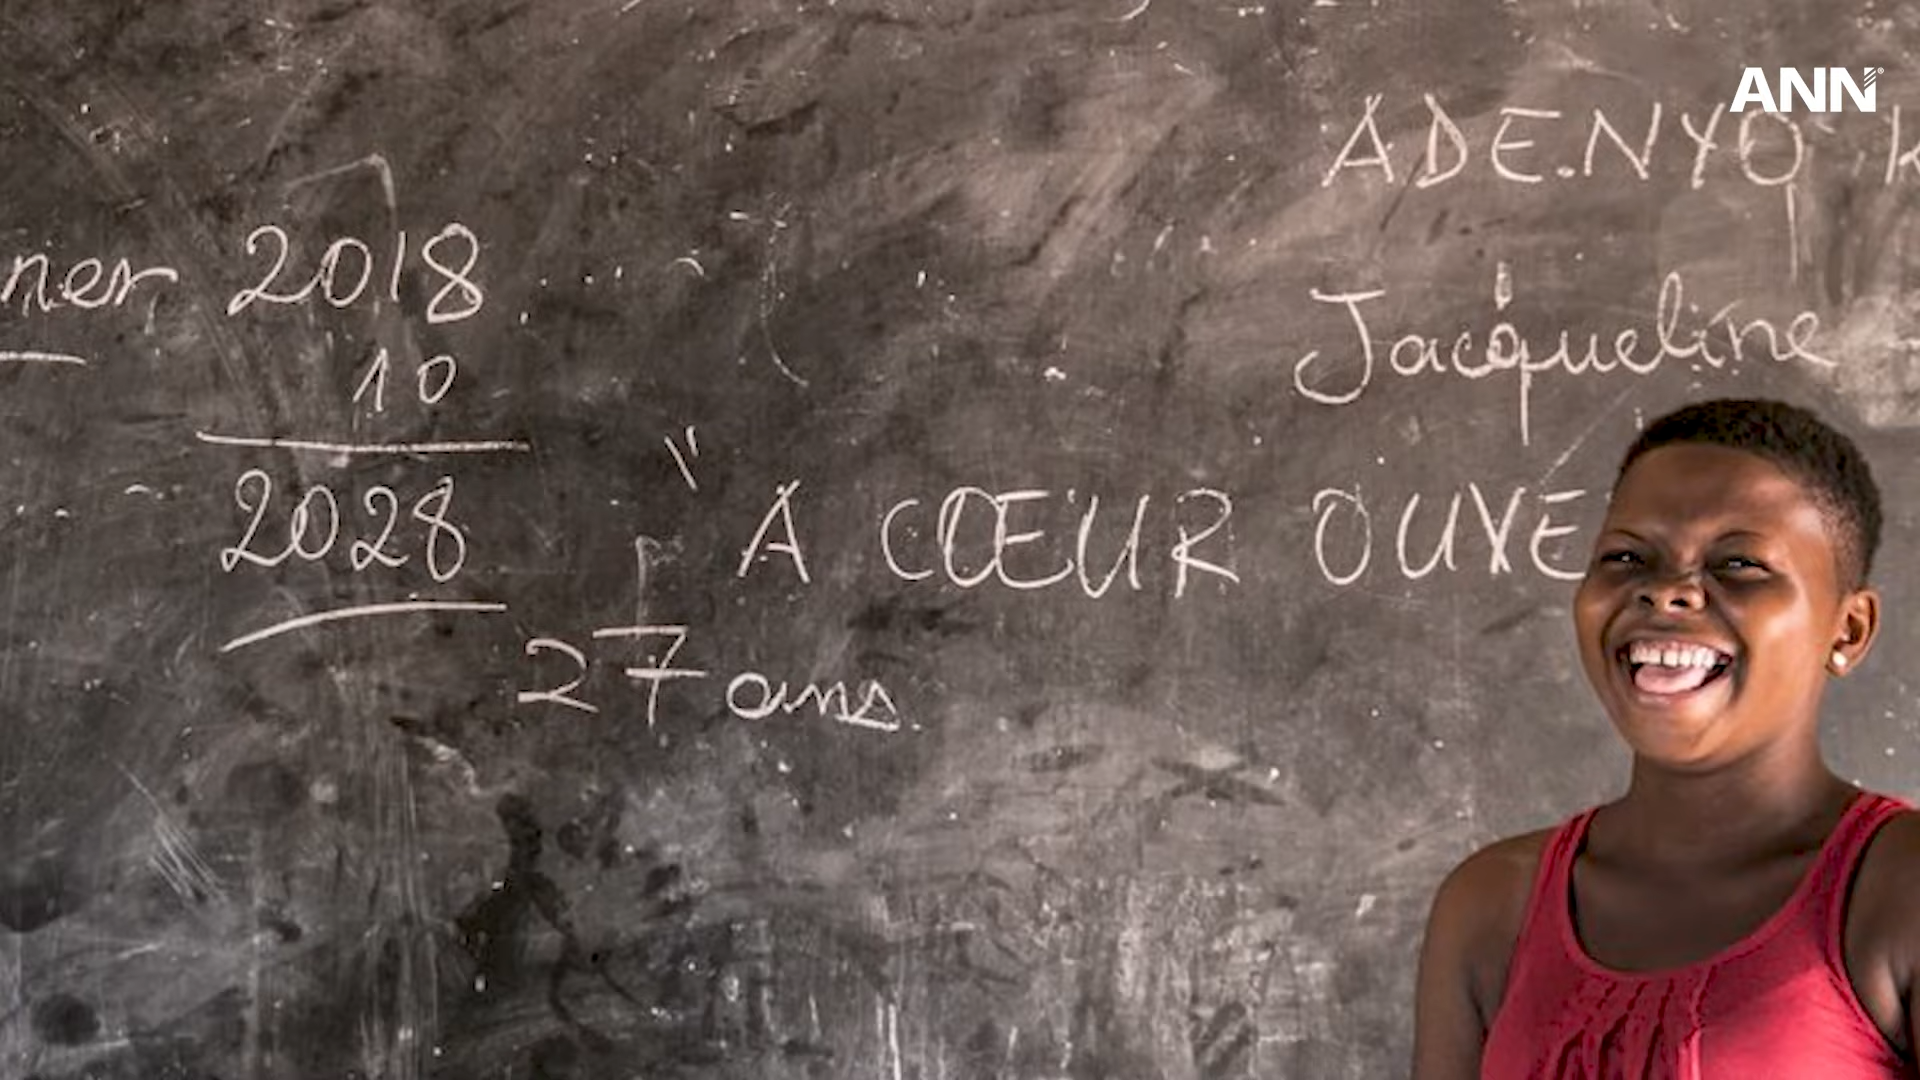 ANN
ADENYO K
Jacqueline
ner 2018
10
2028
" A CŒUR OUVE
27 ans